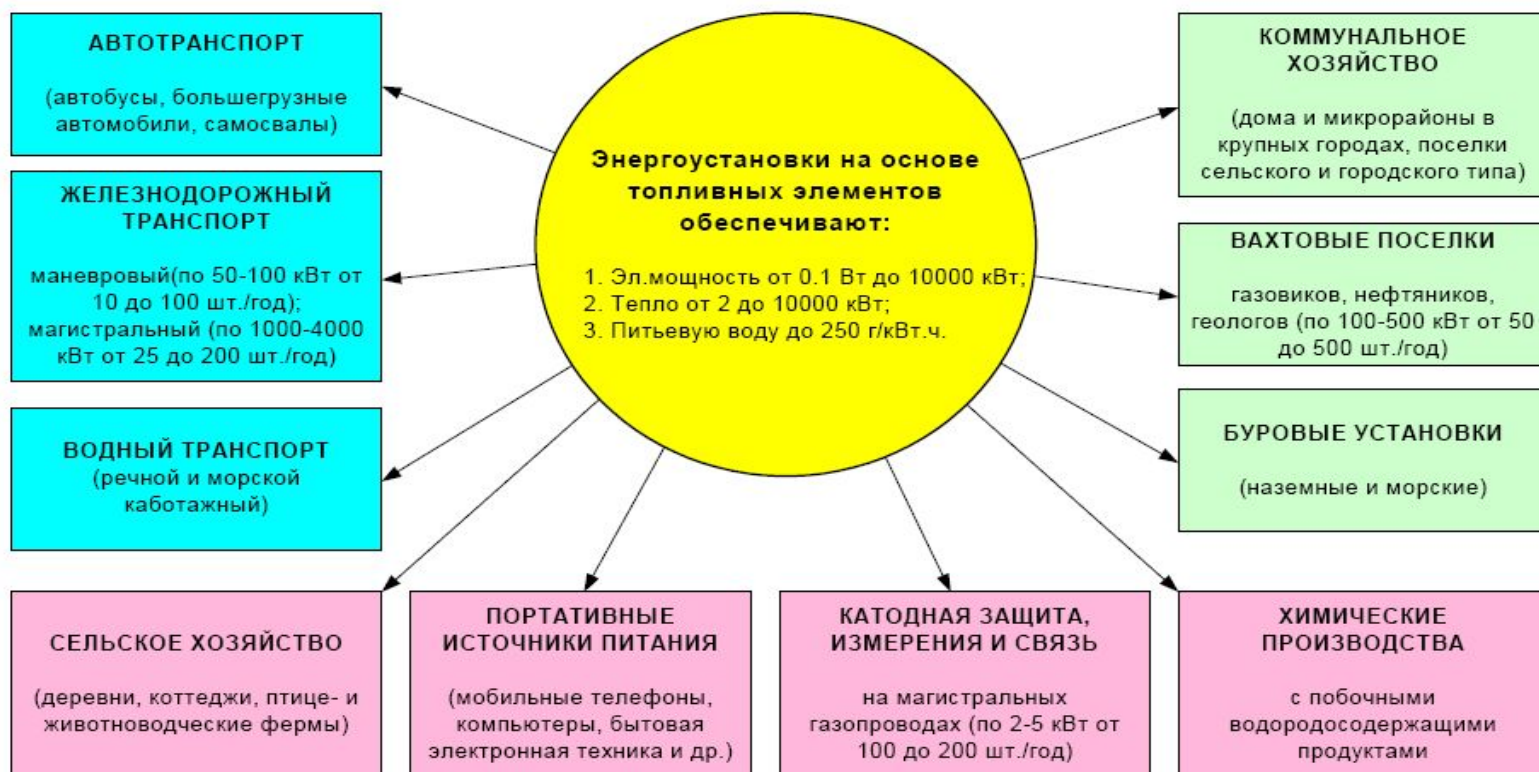 АВТОТРАНСПОРТ
(автобусы, большегрузные
автомобили, самосвалы)
ЖЕЛЕЗНОДОРОЖНЫЙ
ТРАНСПОРТ
маневровый(по 50-100 кВт от
10 до 100 шт./год);
магистральный (по 1000-4000
кВт от 25 до 200 шт./год)
ВОДНЫЙ ТРАНСПОРТ
(речной и морской
каботажный)
Энергоустановки на основе
топливных элементов
обеспечивают:
1. Эл.мощность от 0.1 Вт до 10000 кВт;
2. Тепло от 2 до 10000 кВт;
3. Питьевую воду до 250 г/кВт.ч.
КОММУНАЛЬНОЕ
ХОЗЯЙСТВО
(дома и микрорайоны в
крупных городах, поселки
сельского и городского типа)
ВАХТОВЫЕ ПОСЕЛКИ
газовиков, нефтяников,
геологов (по 100-500 кВт от 50
до 500 шт./год)
БУРОВЫЕ УСТАНОВКИ
(наземные и морские)
СЕЛЬСКОЕ ХОЗЯЙСТВО
(деревни, коттеджи, птице- и
животноводческие фермы)
ПОРТАТИВНЫЕ
ИСТОЧНИКИ ПИТАНИЯ
(мобильные телефоны,
компьютеры, бытовая
электронная техника и др.)
КАТОДНАЯ ЗАЩИТА,
ИЗМЕРЕНИЯ И СВЯЗЬ
на магистральных
газопроводах (по 2-5 кВт от
100 до 200 шт./год)
ХИМИЧЕСКИЕ
ПРОИЗВОДСТВА
с побочными
водородосодержащими
продуктами